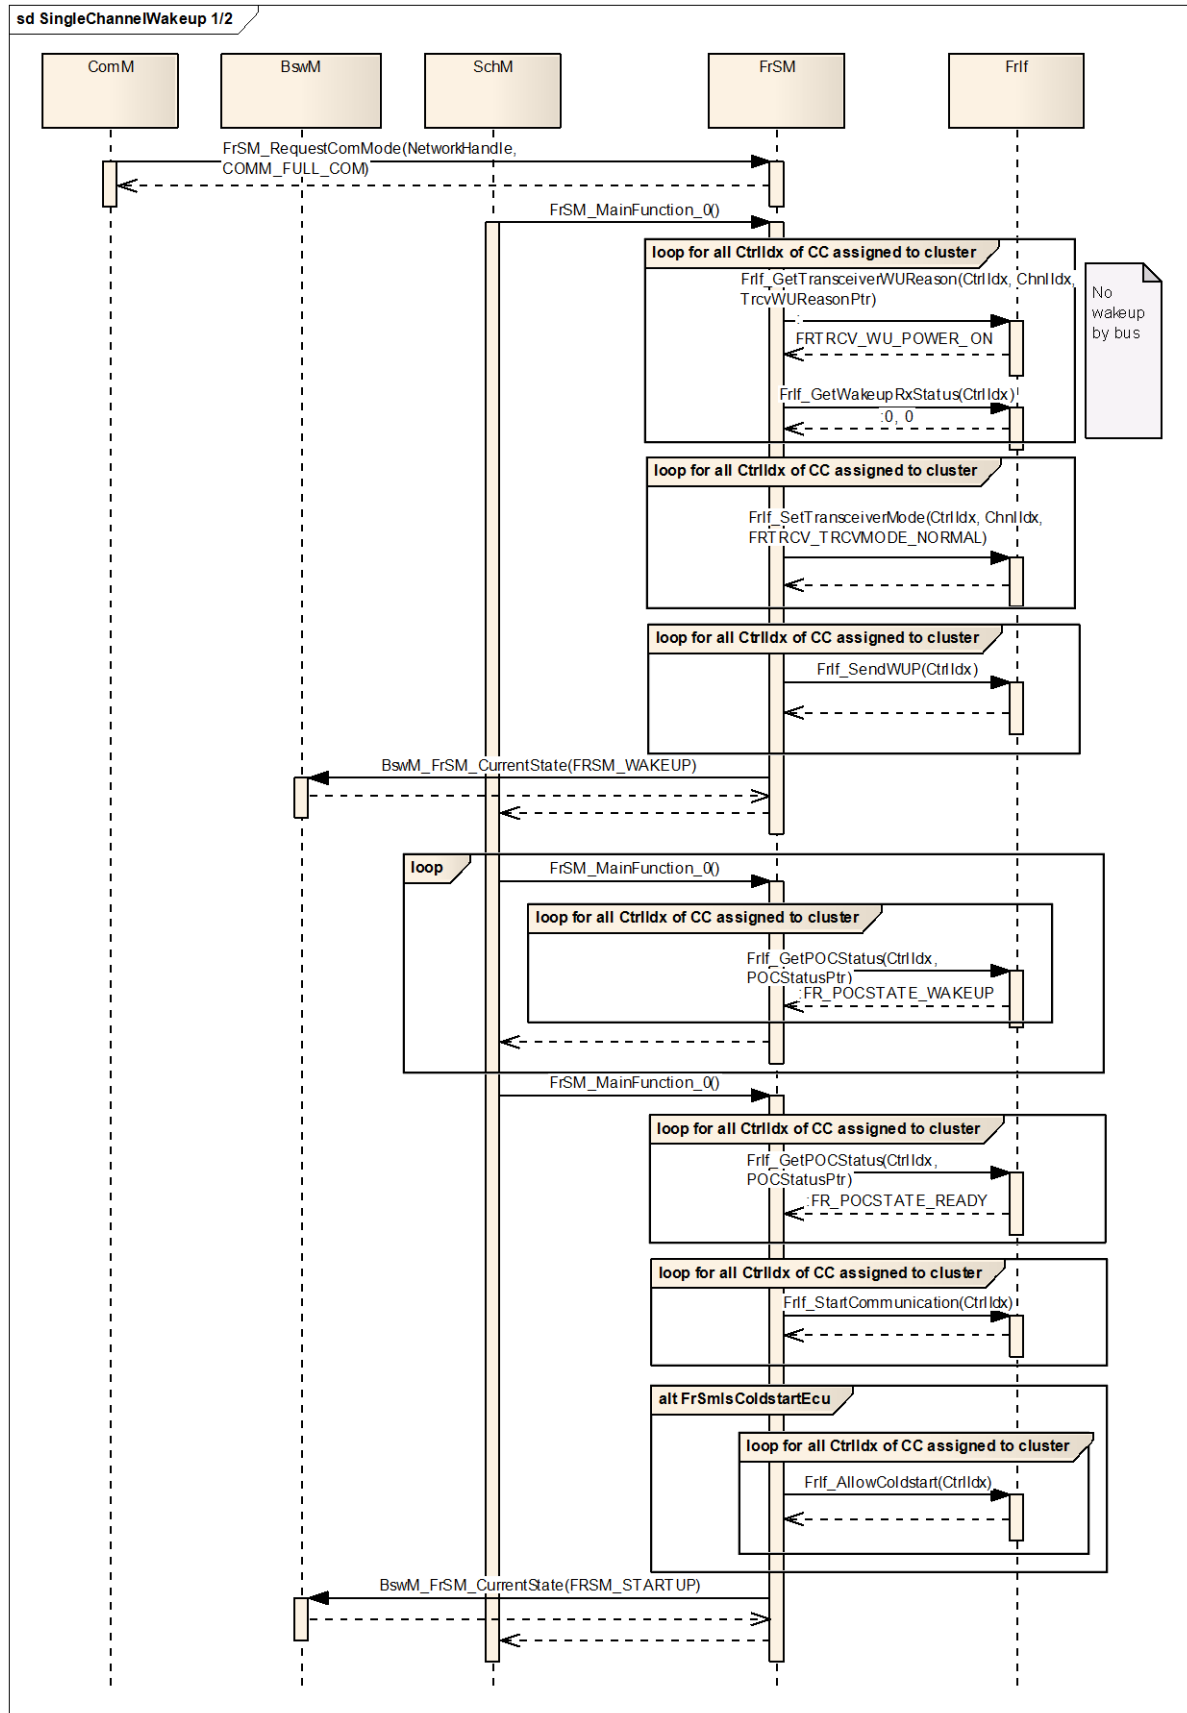 sd SingleChannelWakeup 1/2
ComM
BswM
SchM
FrSM
FrIf
FrSM_RequestComMode(NetworkHandle,
COMM_FULL_COM)
FrSM_MainFunction_0()
loop for all CtrlIdx of CC assigned to cluster
FrIf_GetTransceiverWUReason(CtrlIdx, ChnlIdx,
TrcvWUReasonPtr)
:
FRTRCV_WU_POWER_ON
No
wakeup
by bus
FrIf_GetWakeupRxStatus(CtrlIdx)
:0, 0
loop for all CtrlIdx of CC assigned to cluster
FrIf_SetTransceiverMode(CtrlIdx, ChnlIdx,
FRTRCV_TRCVMODE_NORMAL)
loop for all CtrlIdx of CC assigned to cluster
FrIf_SendWUP(CtrlIdx)
BswM_FrSM_CurrentState(FRSM_WAKEUP)
loop
FrSM_MainFunction_0()
loop for all CtrlIdx of CC assigned to cluster
FrIf_GetPOCStatus(CtrlIdx,
POCStatusPtr)
:FR_POCSTATE_WAKEUP
FrSM_MainFunction_0()
loop for all CtrlIdx of CC assigned to cluster
FrIf_GetPOCStatus(CtrlIdx,
POCStatusPtr)
:FR_POCSTATE_READY
loop for all CtrlIdx of CC assigned to cluster
FrIf_StartCommunication(CtrlIdx)
alt FrSmIsColdstartEcu
loop for all CtrlIdx of CC assigned to cluster
FrIf_AllowColdstart(CtrlIdx)
BswM_FrSM_CurrentState(FRSM_STARTUP)